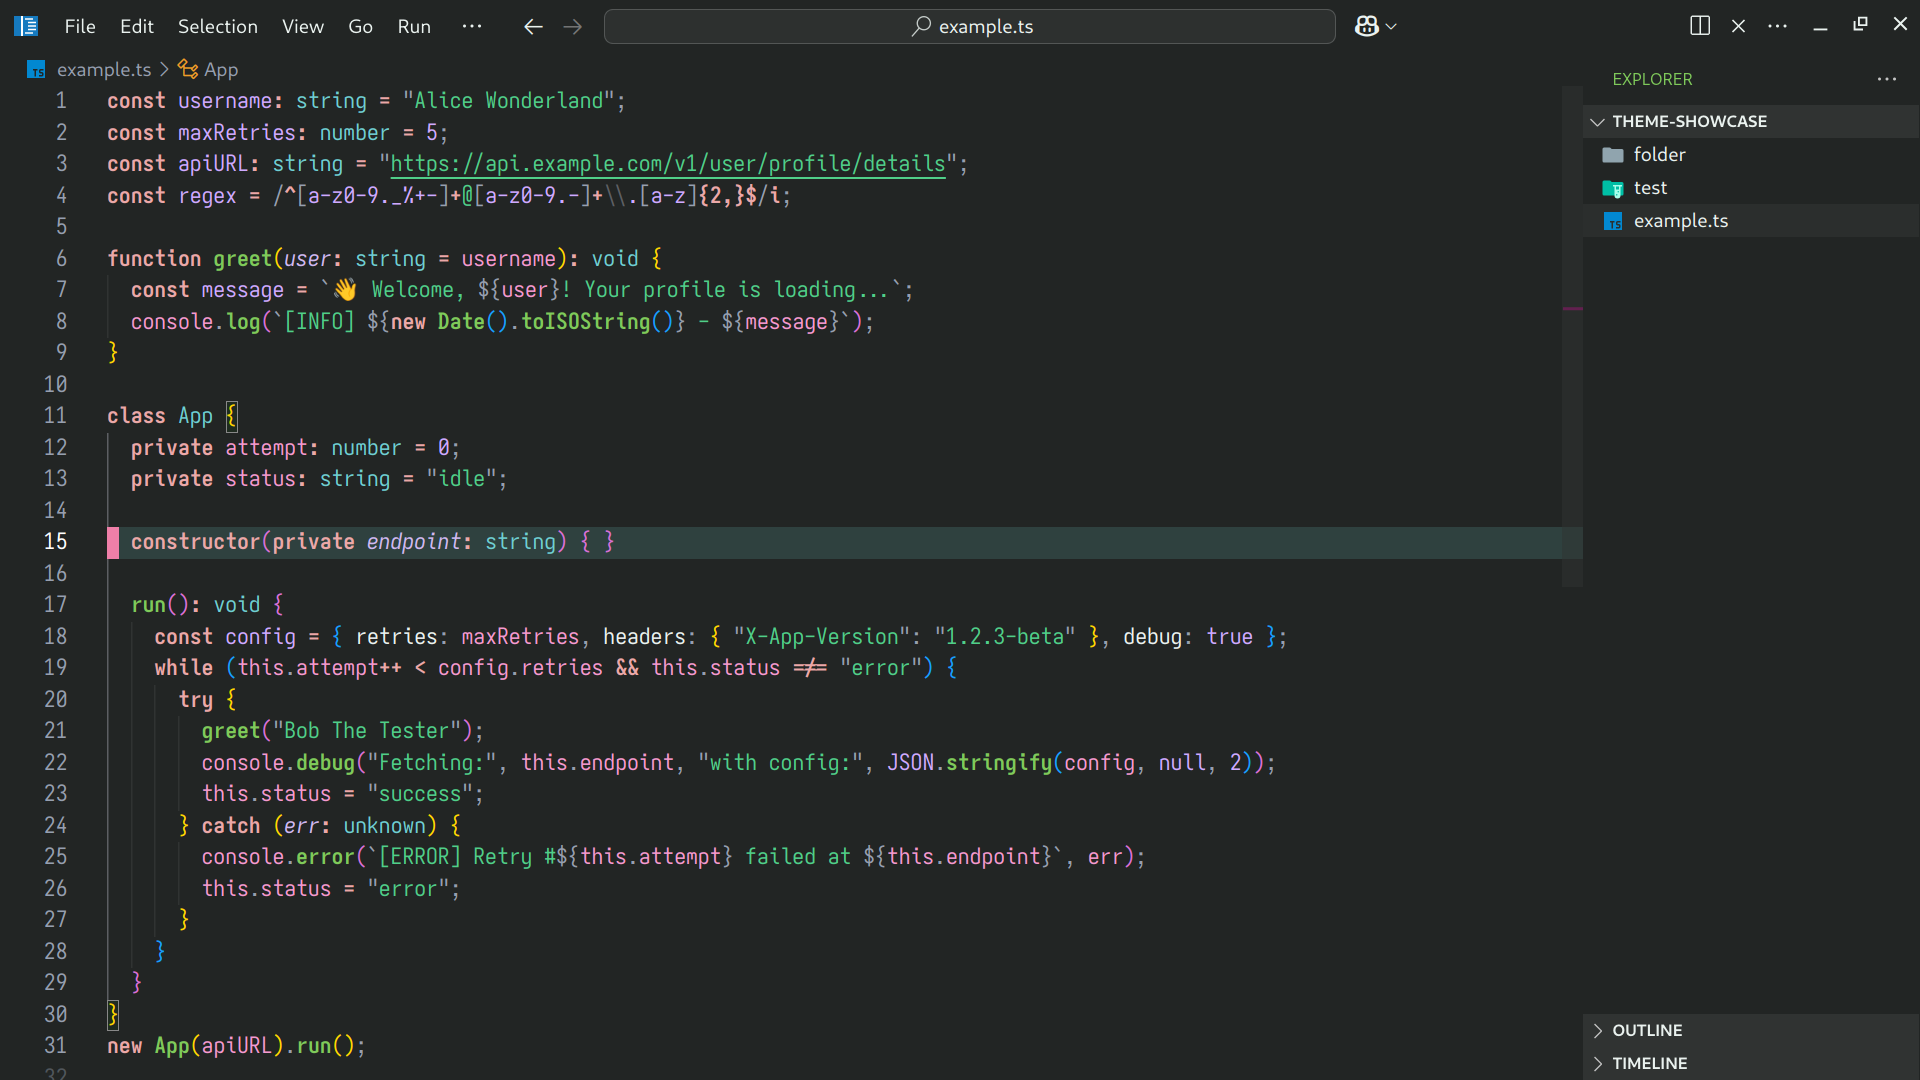 File Edit Selection View Go Run ··· example.ts
example.ts > App
1 const username: string = "Alice Wonderland";
2 const maxRetries: number = 5;
3 const apiURL: string = "https://api.example.com/v1/user/profile/details";
4 const regex = /^[a-z0-9._%+-]+@[a-z0-9.-]+\\.[a-z]{2,}$/i;
5
6 function greet(user: string = username): void {
7 const message = `👋 Welcome, ${user}! Your profile is loading...`;
8 console.log(`[INFO] ${new Date().toISOString()} - ${message}`);
9 }
10
11 class App {
12 private attempt: number = 0;
13 private status: string = "idle";
14
15 constructor(private endpoint: string) { }
16
17 run(): void {
18 const config = { retries: maxRetries, headers: { "X-App-Version": "1.2.3-beta" }, debug: true };
19 while (this.attempt++ < config.retries && this.status !== "error") {
20 try {
21 greet("Bob The Tester");
22 console.debug("Fetching:", this.endpoint, "with config:", JSON.stringify(config, null, 2));
23 this.status = "success";
24 } catch (err: unknown) {
25 console.error(`[ERROR] Retry #${this.attempt} failed at ${this.endpoint}`, err);
26 this.status = "error";
27 }
28 }
29 }
30 }
31 new App(apiURL).run();
32
EXPLORER ···
THEME-SHOWCASE
folder
test
TS example.ts
OUTLINE
TIMELINE